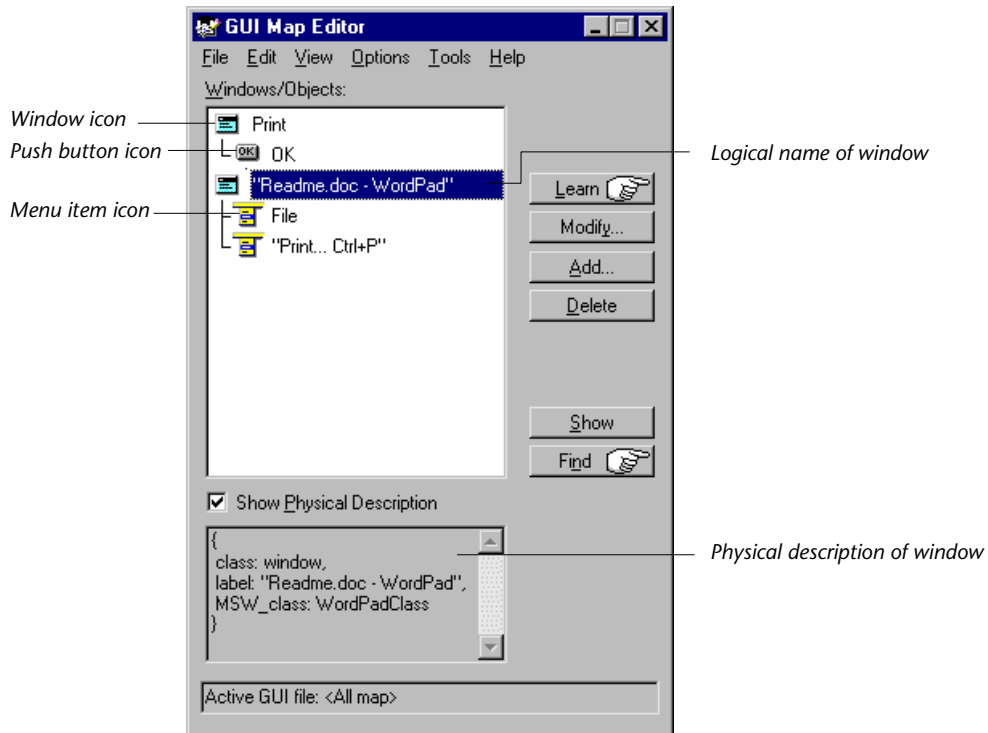 GUI Map Editor
File Edit View Options Tools Help
Windows/Objects:
Window icon
Print
Push button icon
OK
OK
"Readme.doc - WordPad"
Logical name of window
Learn
Menu item icon
File
Modify...
"Print... Ctrl+P"
Add...
Delete
Show
Find
Show Physical Description
{
class: window,
label: "Readme.doc - WordPad",
MSW_class: WordPadClass
}
Physical description of window
Active GUI file: <All map>